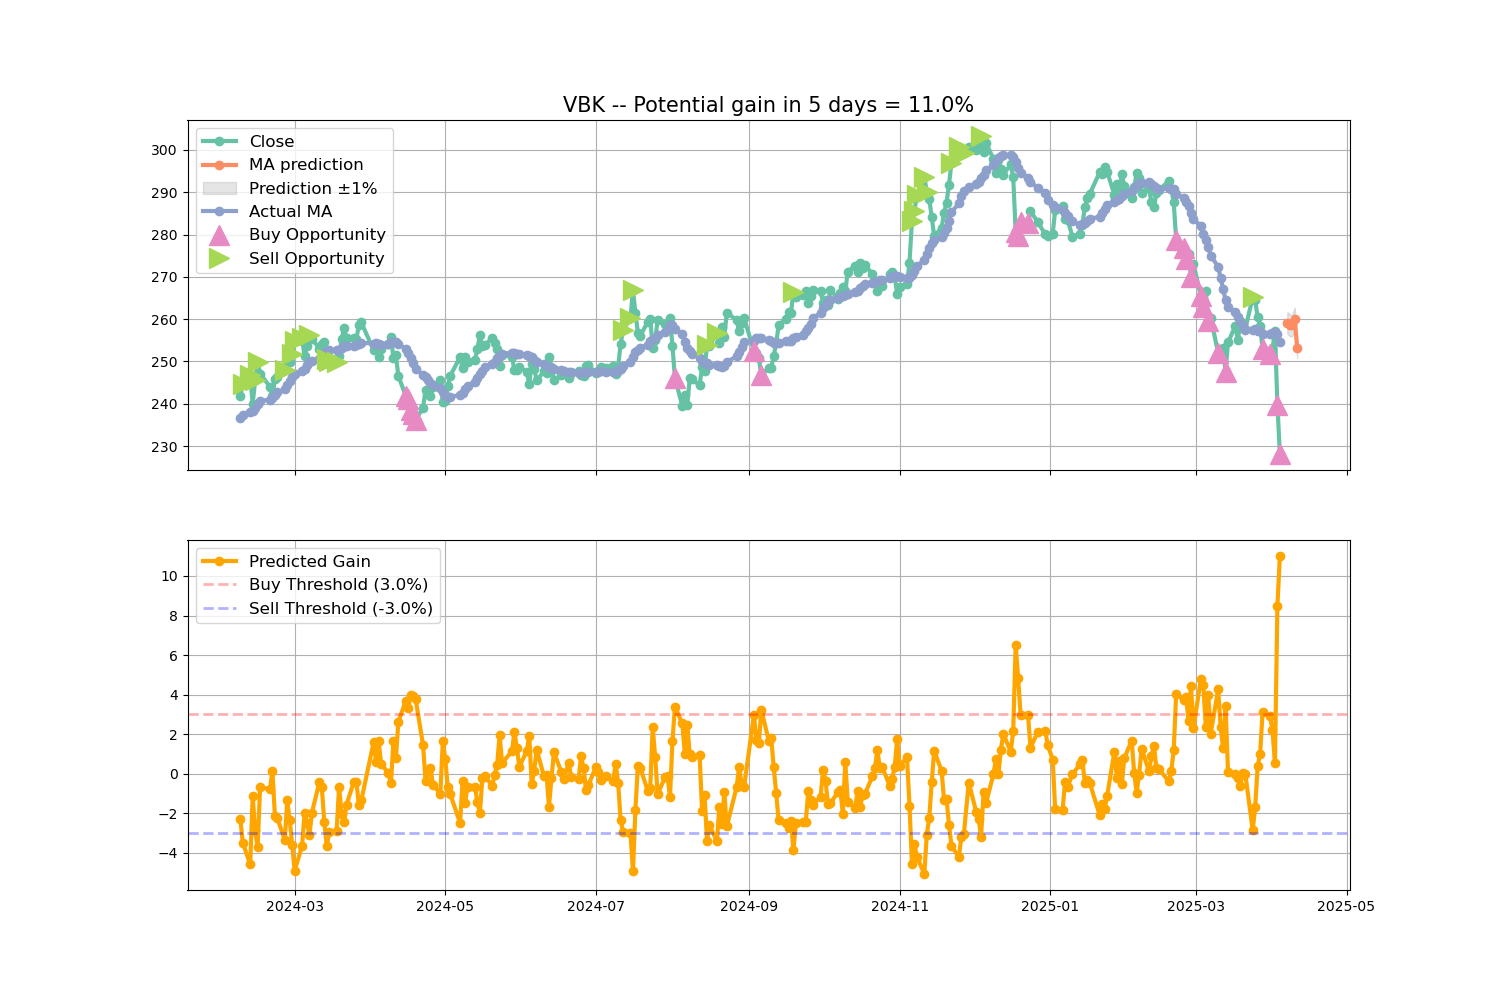 VBK -- Potential gain in 5 days = 11.0%
Close
MA prediction
Prediction ±1%
Actual MA
Buy Opportunity
Sell Opportunity
300
290
280
270
260
250
240
230
Predicted Gain
Buy Threshold (3.0%)
Sell Threshold (-3.0%)
10
8
6
4
2
0
−2
−4
2024-03 2024-05 2024-07 2024-09 2024-11 2025-01 2025-03 2025-05